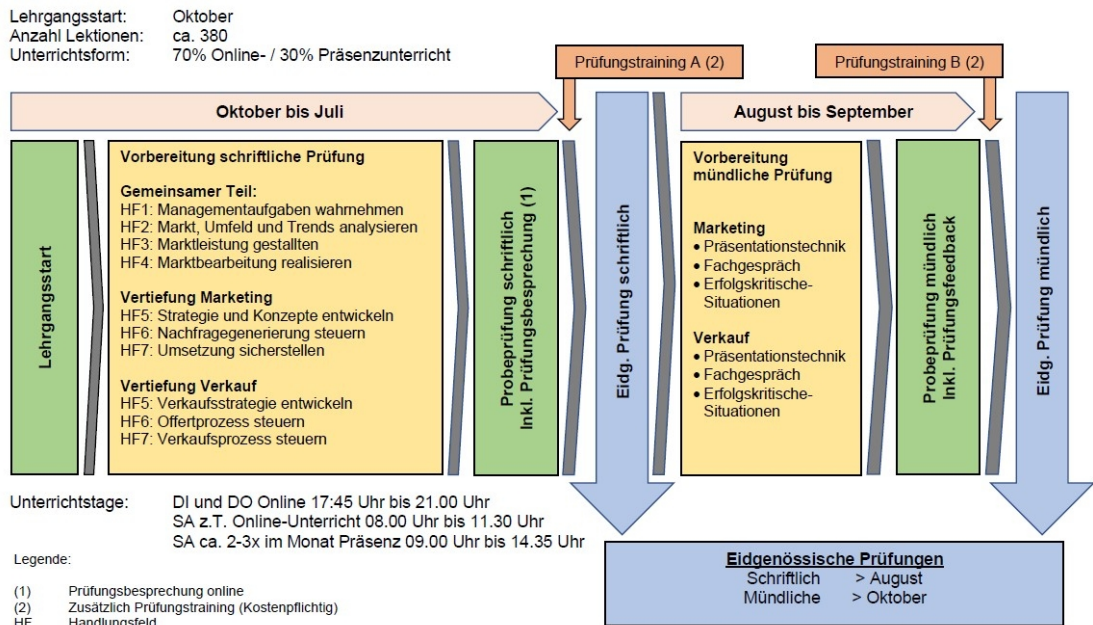 Lehrgangsstart: Oktober
Anzahl Lektionen: ca. 380
Unterrichtsform: 70% Online- / 30% Präsenzunterricht
Prüfungstraining A (2)
Prüfungstraining B (2)
Oktober bis Juli
August bis September
Lehrgangsstart
Vorbereitung schriftliche Prüfung
Gemeinsamer Teil:
HF1: Managementaufgaben wahrnehmen
HF2: Markt, Umfeld und Trends analysieren
HF3: Marktleistung gestallten
HF4: Marktbearbeitung realisieren
Vertiefung Marketing
HF5: Strategie und Konzepte entwickeln
HF6: Nachfragegenerierung steuern
HF7: Umsetzung sicherstellen
Vertiefung Verkauf
HF5: Verkaufsstrategie entwickeln
HF6: Offertprozess steuern
HF7: Verkaufsprozess steuern
Probeprüfung schriftlich
Inkl. Prüfungsbesprechung (1)
Eidg. Prüfung schriftlich
Vorbereitung
mündliche Prüfung
Marketing
• Präsentationstechnik
• Fachgespräch
• Erfolgskritische-
Situationen
Verkauf
• Präsentationstechnik
• Fachgespräch
• Erfolgskritische-
Situationen
Probeprüfung mündlich
Inkl. Prüfungsfeedback
Eidg. Prüfung mündlich
Unterrichtstage: DI und DO Online 17:45 Uhr bis 21.00 Uhr
SA z.T. Online-Unterricht 08.00 Uhr bis 11.30 Uhr
SA ca. 2-3x im Monat Präsenz 09.00 Uhr bis 14.35 Uhr
Legende:
(1) Prüfungsbesprechung online
(2) Zusätzlich Prüfungstraining (Kostenpflichtig)
HF Handlungsfeld
Eidgenössische Prüfungen
Schriftlich > August
Mündliche > Oktober